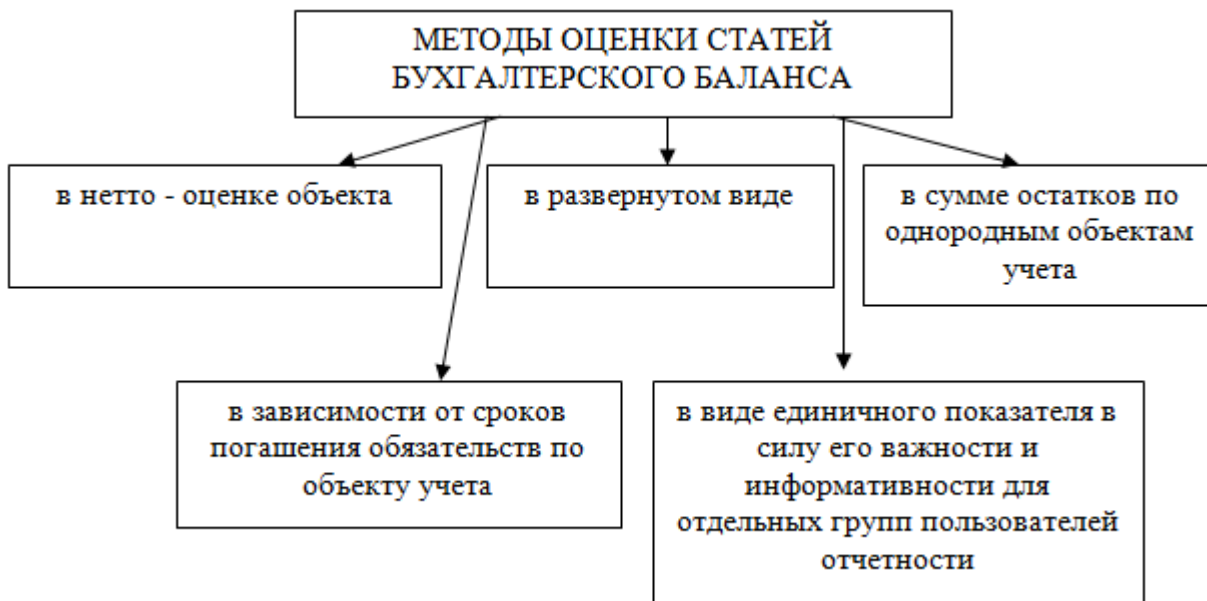 МЕТОДЫ ОЦЕНКИ СТАТЕЙ
БУХГАЛТЕРСКОГО БАЛАНСА
в нетто - оценке объекта
в развернутом виде
в сумме остатков по
однородным объектам
учета
в зависимости от сроков
погашения обязательств по
объекту учета
в виде единичного показателя в
силу его важности и
информативности для
отдельных групп пользователей
отчетности